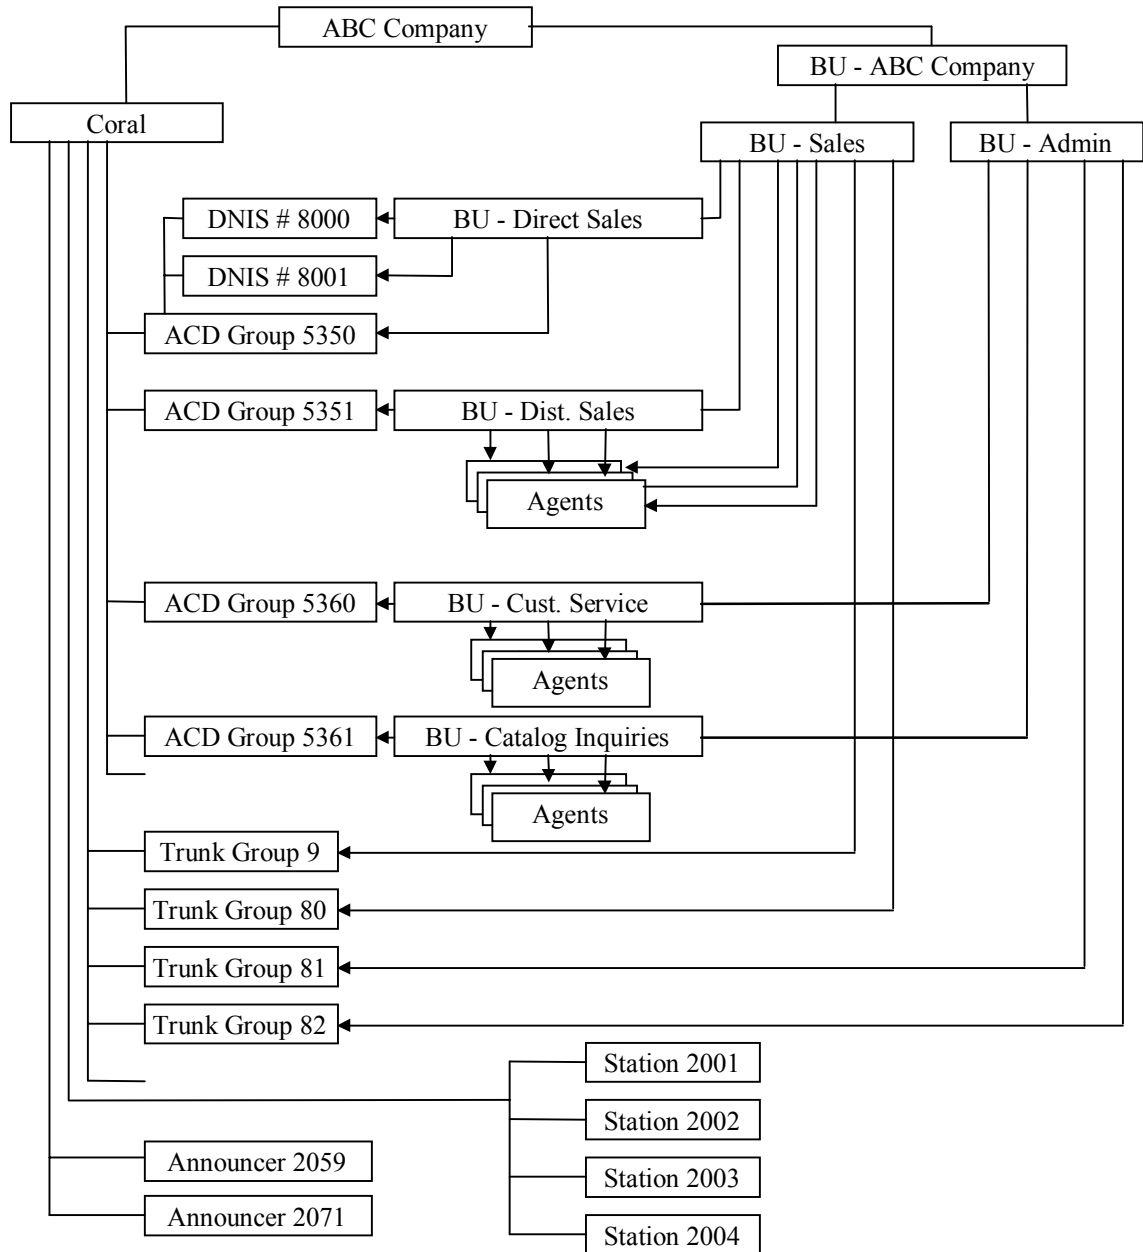 ABC Company
BU - ABC Company
Coral
BU - Sales
BU - Admin
DNIS # 8000
BU - Direct Sales
DNIS # 8001
ACD Group 5350
ACD Group 5351
BU - Dist. Sales
Agents
ACD Group 5360
BU - Cust. Service
Agents
ACD Group 5361
BU - Catalog Inquiries
Agents
Trunk Group 9
Trunk Group 80
Trunk Group 81
Trunk Group 82
Station 2001
Station 2002
Announcer 2059
Station 2003
Announcer 2071
Station 2004